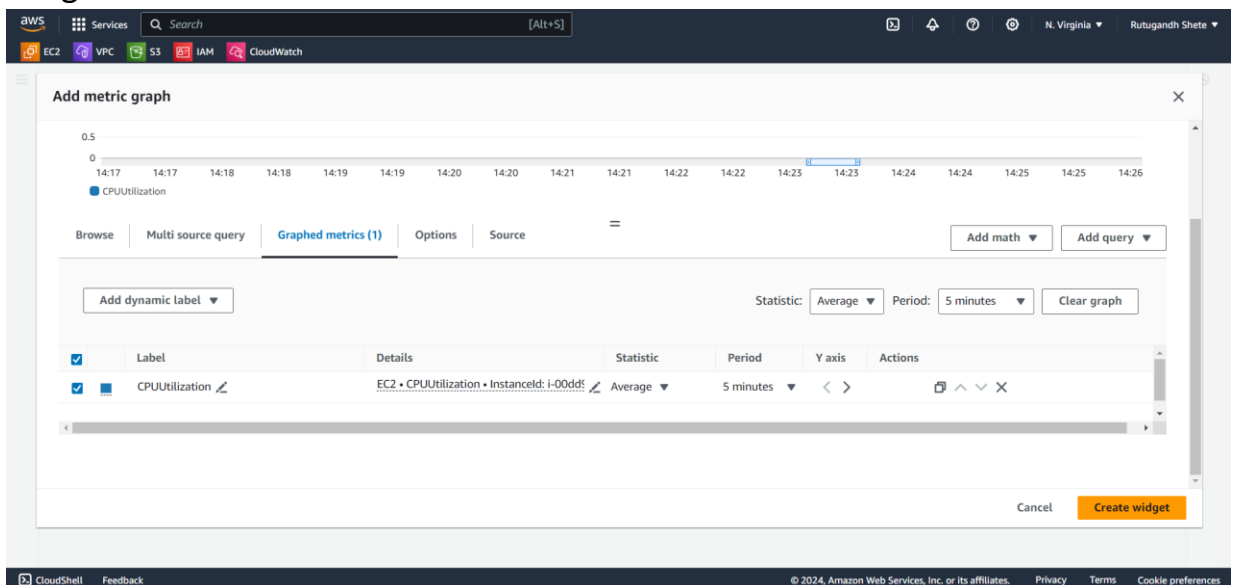 aws Services Search [Alt+S] N. Virginia ▼ Rutugandh Shete ▼
EC2 VPC S3 IAM CloudWatch
Add metric graph
0.5
0
14:17 14:17 14:18 14:18 14:19 14:19 14:20 14:20 14:21 14:21 14:22 14:22 14:23 14:23 14:24 14:24 14:25 14:25 14:26
CPUUtilization
Browse Multi source query Graphed metrics (1) Options Source Add math ▼ Add query ▼
Add dynamic label ▼ Statistic: Average ▼ Period: 5 minutes ▼ Clear graph
Label Details Statistic Period Y axis Actions
CPUUtilization EC2 • CPUUtilization • InstanceId: Average ▼ 5 minutes ▼ < >
Cancel Create widget
CloudShell Feedback © 2024, Amazon Web Services, Inc. or its affiliates. Privacy Terms Cookie preferences